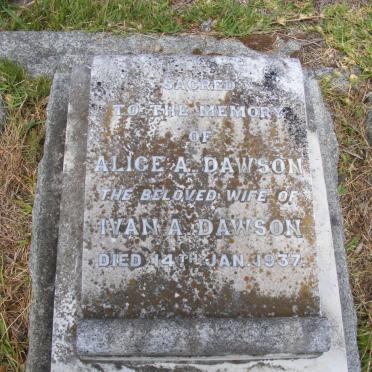 SACRED
TO THE MEMORY
OF
ALICE A. DAWSON
THE BELOVED WIFE OF
IVAN A. DAWSON
DIED 14TH JAN. 1937.